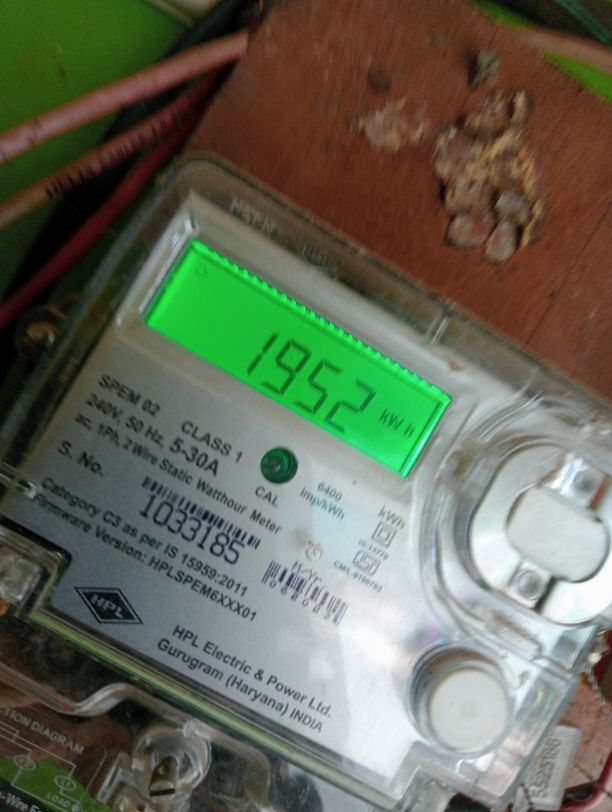 1952 kWh
SPEM 02 CLASS 1
240V, 50 Hz, 5-30A
ac, 1Ph, 2 Wire Static Watthour Meter
CAL
6400
Imp/kWh
kWh
S. No.
1033185
Category C3 as per IS 15959:2011
Firmware Version: HPLSPEM6XXX01
M/Yr
HPL
HPL Electric & Power Ltd.
Gurugram (Haryana) INDIA
DIAGRAM